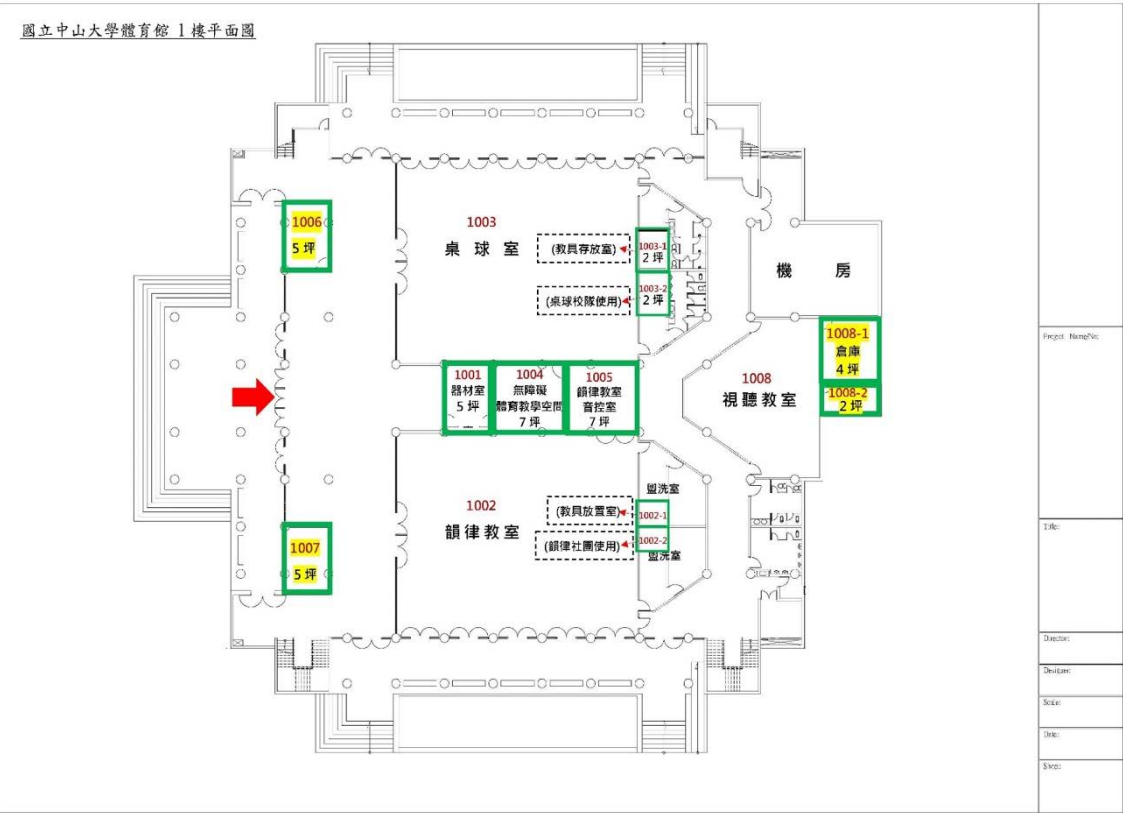 國立中山大學體育館 1 樓平面圖
1006
5 坪
1003
桌 球 室
(教具存放室)
1003-1
2 坪
(桌球校隊使用)
1003-2
2 坪
機 房
1001
器材室
5 坪
1004
無障礙
體育教學空間
7 坪
1005
韻律教室
音控室
7 坪
1008
視聽教室
1008-1
倉庫
4 坪
1008-2
2 坪
1002
韻律教室
盥洗室
(教具放置室)
1002-1
(韻律社團使用)
1002-2
盥洗室
1007
5 坪
Project Name/No:
Title:
Director:
Designer:
Scale:
Date:
Sheet: